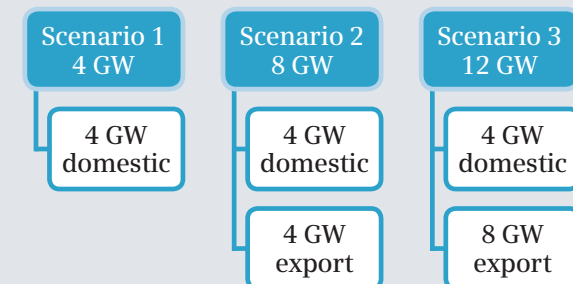 Scenario 1
4 GW
4 GW
domestic
Scenario 2
8 GW
4 GW
domestic
4 GW
export
Scenario 3
12 GW
4 GW
domestic
8 GW
export